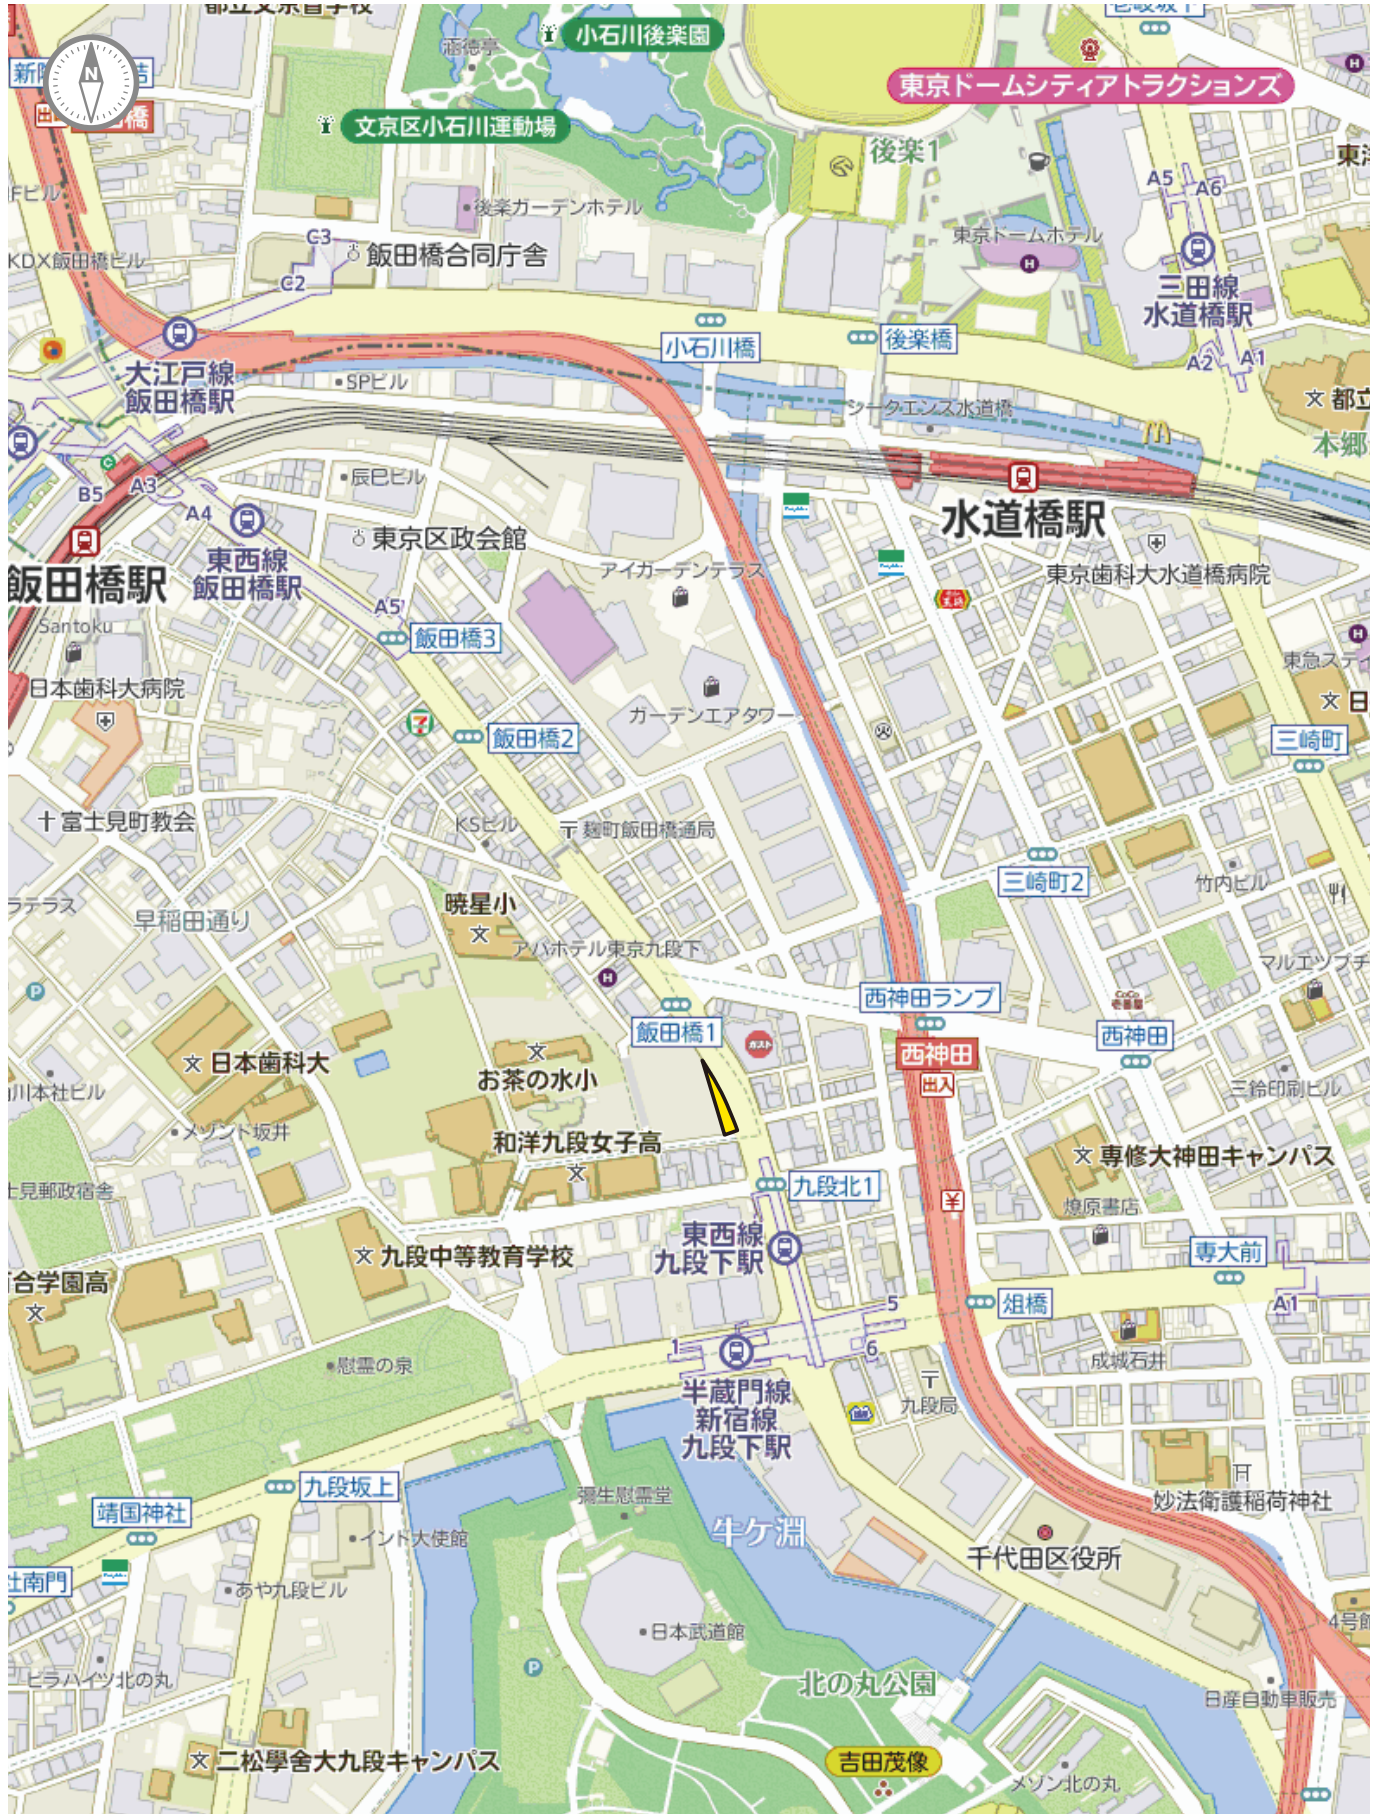 小石川後楽園
涵徳亭
N
東京ドームシティアトラクションズ
文京区小石川運動場
後楽1
A5
A6
Fビル
後楽ガーデンホテル
東京ドームホテル
C3
飯田橋合同庁舎
KDX飯田橋ビル
C2
H
三田線
水道橋駅
小石川橋
後楽橋
A2
A1
大江戸線
飯田橋駅
SPビル
シークエンス水道橋
本郷
辰巳ビル
B5
A3
A4
水道橋駅
東京区政会館
東西線
飯田橋駅
飯田橋駅
アイガーデンテラス
東京歯科大水道橋病院
A5
飯田橋3
Santoku
日本歯科大病院
ガーデンエアタワー
7
飯田橋2
三崎町
富士見町教会
KSビル
麹町飯田橋通局
三崎町2
竹内ビル
暁星小
早稲田通り
アパホテル東京九段下
H
P
西神田ランプ
CoCo
壱番屋
飯田橋1
ガスト
西神田
西神田
日本歯科大
出入
お茶の水小
三鈴印刷ビル
メゾンド坂井
和洋九段女子高
専修大神田キャンパス
九段北1
¥
燎原書店
東西線
九段下駅
九段中等教育学校
専大前
合学園高
5
俎橋
A1
1
6
慰霊の泉
成城石井
半蔵門線
新宿線
九段下駅
九段局
九段坂上
彌生慰霊堂
妙法衛護稲荷神社
靖国神社
インド大使館
牛ケ淵
千代田区役所
社南門
あや九段ビル
日本武道館
4号館
ビラハイツ北の丸
P
北の丸公園
日産自動車販売
二松學舎大九段キャンパス
吉田茂像
メゾン北の丸